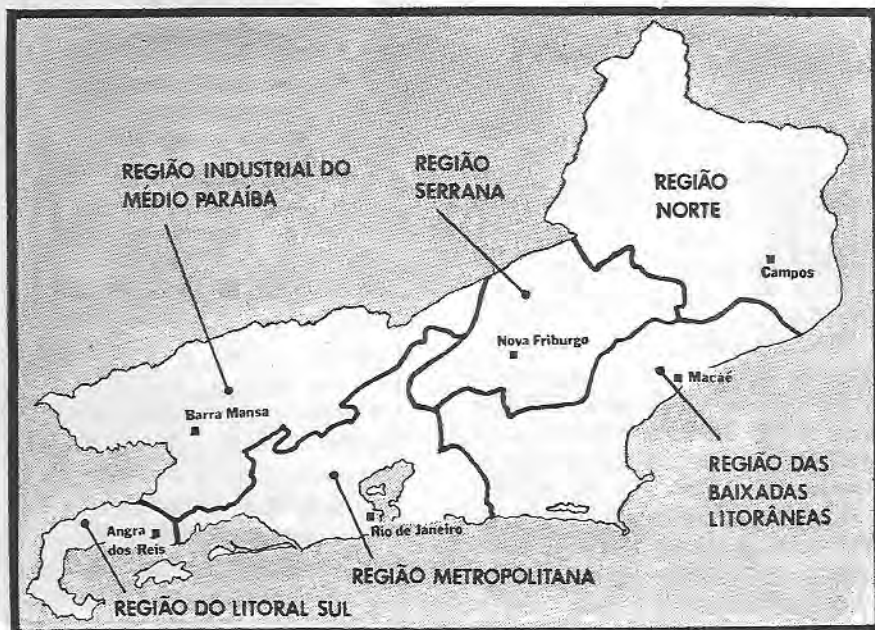 REGIÃO INDUSTRIAL DO
MÉDIO PARAÍBA
REGIÃO
SERRANA
REGIÃO
NORTE
Campos
Nova Friburgo
Macaé
Barra Mansa
REGIÃO DAS
BAIXADAS
LITORÂNEAS
Angra
dos Reis
Rio de Janeiro
REGIÃO METROPOLITANA
REGIÃO DO LITORAL SUL